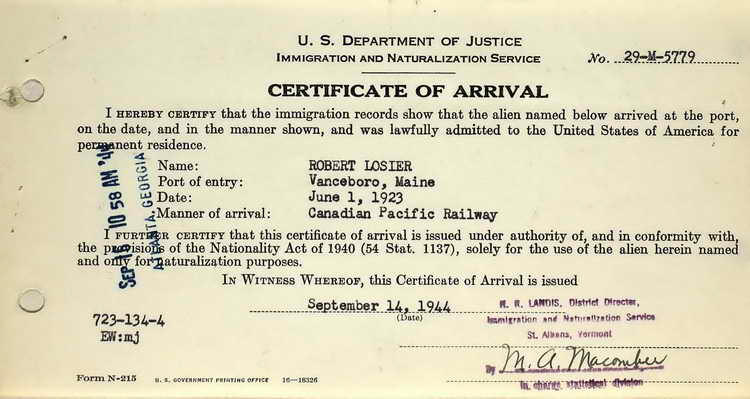 U. S. DEPARTMENT OF JUSTICE
IMMIGRATION AND NATURALIZATION SERVICE
No. 29-M-5779
CERTIFICATE OF ARRIVAL
I HEREBY CERTIFY that the immigration records show that the alien named below arrived at the port,
on the date, and in the manner shown, and was lawfully admitted to the United States of America for
permanent residence.
Name: ROBERT LOSIER
Port of entry: Vanceboro, Maine
Date: June 1, 1923
Manner of arrival: Canadian Pacific Railway
I FURTHER CERTIFY that this certificate of arrival is issued under authority of, and in conformity with,
the provisions of the Nationality Act of 1940 (54 Stat. 1137), solely for the use of the alien herein named
and only for naturalization purposes.
SEP 15 10 58 AM '44
ATLANTA, GEORGIA
IN WITNESS WHEREOF, this Certificate of Arrival is issued
September 14, 1944
(Date)
LANDIS, District Director,
Immigration and Naturalization Service
St. Albans, Vermont
723-134-4
EW:mj
By M. A. Macomber
In charge, statistical division
Form N-215
U. S. GOVERNMENT PRINTING OFFICE 16—18326